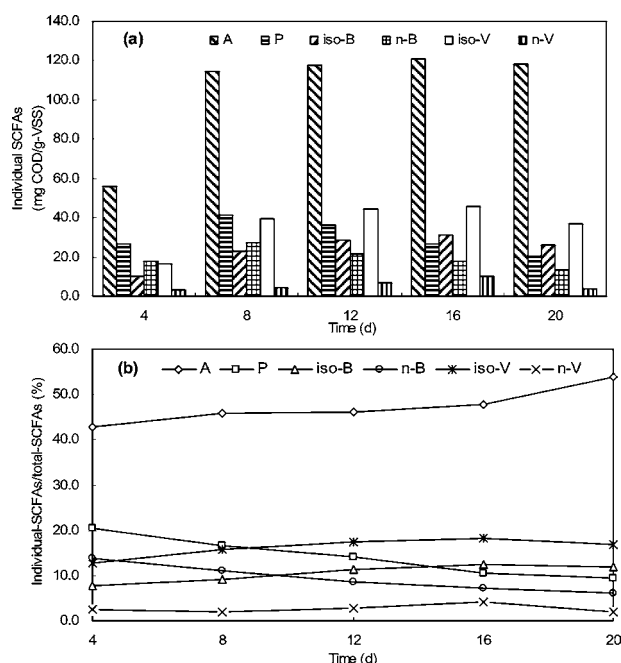 (a) A P iso-B n-B iso-V n-V
Individual SCFAs
(mg COD/g-VSS)
140.0
120.0
100.0
80.0
60.0
40.0
20.0
0.0
4 8 12 16 20
Time (d)
(b) A P iso-B n-B iso-V n-V
Individual-SCFAs/total-SCFAs (%)
60.0
50.0
40.0
30.0
20.0
10.0
0.0
4 8 12 16 20
Time (d)